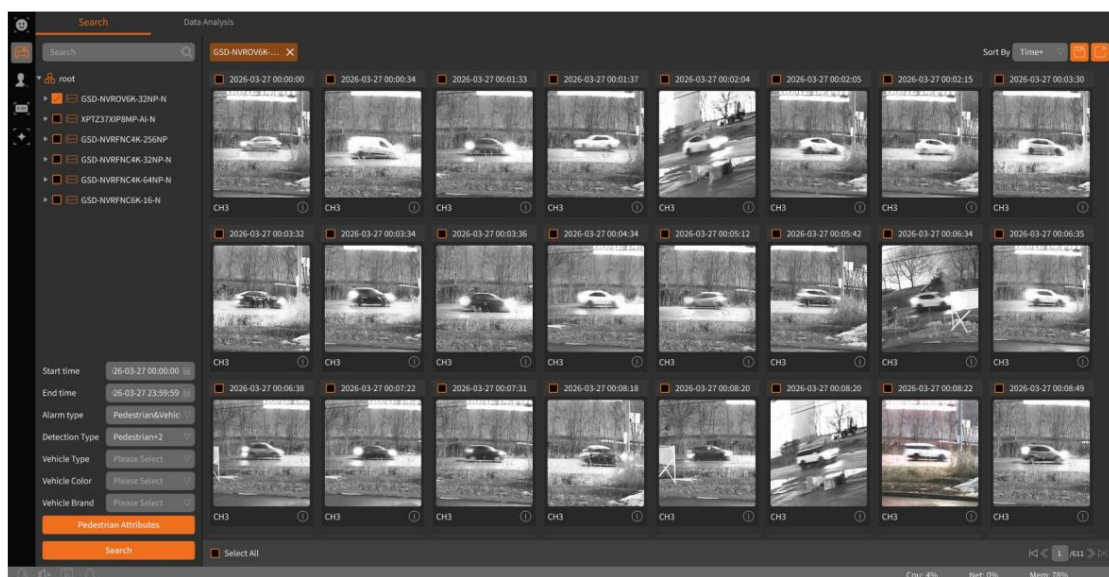 Search Data Analysis
Search
GSD-NVROV6K-... X
Sort By Time+
root
GSD-NVROV6K-32NP-N
XPTZ37XIP8MP-AI-N
GSD-NVRFNC4K-256NP
GSD-NVRFNC4K-32NP-N
GSD-NVRFNC4K-64NP-N
GSD-NVRFNC6K-16-N
2026-03-27 00:00:00 2026-03-27 00:00:34 2026-03-27 00:01:33 2026-03-27 00:01:37 2026-03-27 00:02:04 2026-03-27 00:02:05 2026-03-27 00:02:15 2026-03-27 00:03:30
CH3 CH3 CH3 CH3 CH3 CH3 CH3 CH3
2026-03-27 00:03:32 2026-03-27 00:03:34 2026-03-27 00:03:36 2026-03-27 00:04:34 2026-03-27 00:05:12 2026-03-27 00:05:42 2026-03-27 00:06:34 2026-03-27 00:06:35
CH3 CH3 CH3 CH3 CH3 CH3 CH3 CH3
2026-03-27 00:06:38 2026-03-27 00:07:22 2026-03-27 00:07:31 2026-03-27 00:08:18 2026-03-27 00:08:20 2026-03-27 00:08:20 2026-03-27 00:08:22 2026-03-27 00:08:49
CH3 CH3 CH3 CH3 CH3 CH3 CH3 CH3
Start time 26-03-27 00:00:00
End time 26-03-27 23:59:59
Alarm type Pedestrian&Vehic
Detection Type Pedestrian+2
Vehicle Type Please Select
Vehicle Color Please Select
Vehicle Brand Please Select
Pedestrian Attributes
Search
Select All
1 /611
Cpu: 4% Net: 0% Mem: 78%